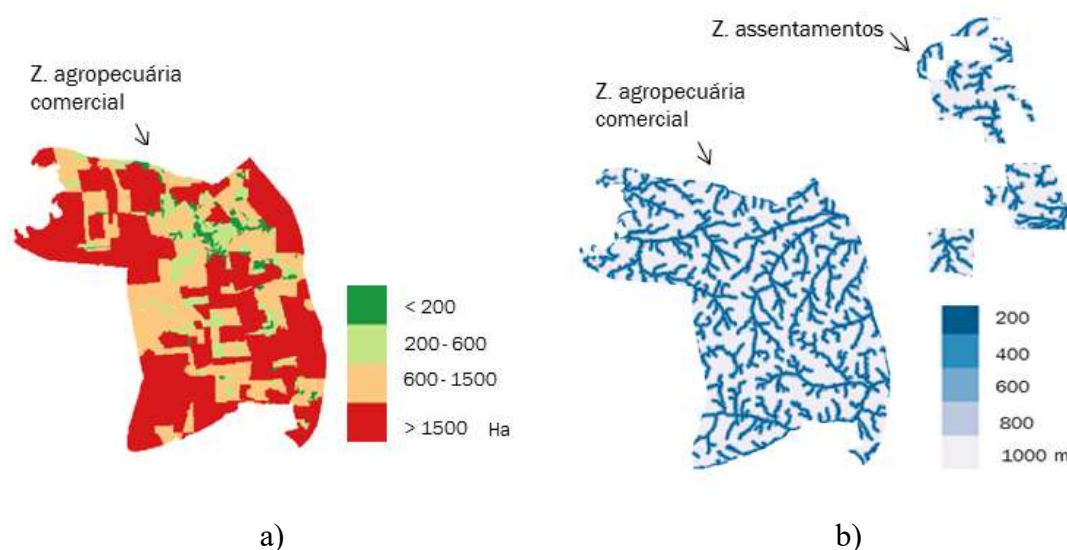 Z. agropecuária
comercial
< 200
200 - 600
600 - 1500
> 1500 Ha
a)
Z. assentamentos
Z. agropecuária
comercial
200
400
600
800
1000 m
b)